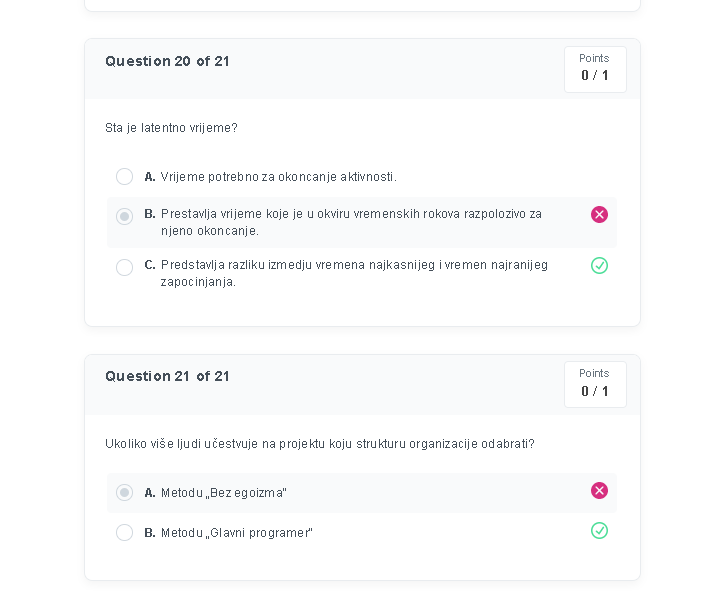 Question 20 of 21
Points
0 / 1
Sta je latentno vrijeme?
A. Vrijeme potrebno za okoncanje aktivnosti.
B. Prestavlja vrijeme koje je u okviru vremenskih rokova razpolozivo za
njeno okoncanje.
C. Predstavlja razliku izmedju vremena najkasnijeg i vremen najranijeg
zapocinjanja.
Question 21 of 21
Points
0 / 1
Ukoliko više ljudi učestvuje na projektu koju strukturu organizacije odabrati?
A. Metodu „Bez egoizma"
B. Metodu „Glavni programer"